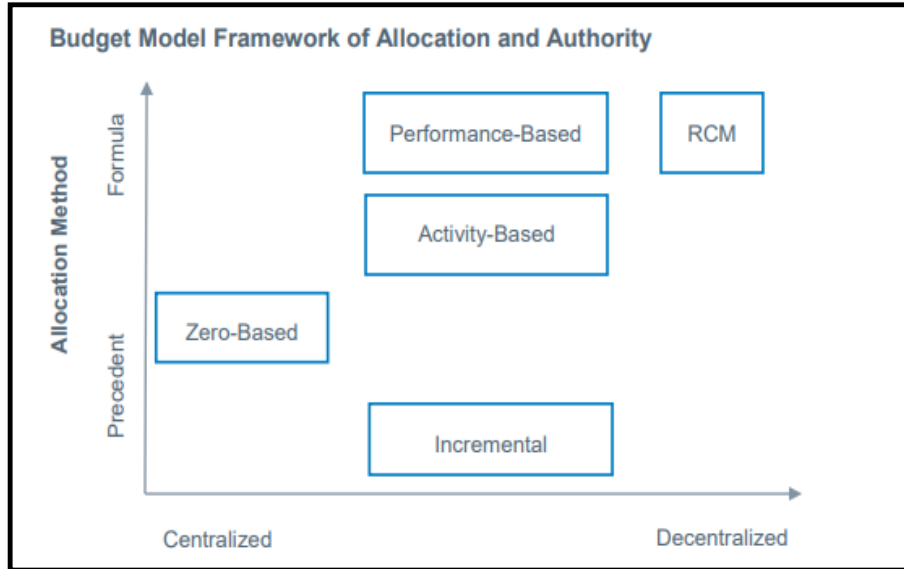 Budget Model Framework of Allocation and Authority
Allocation Method
Formula
Precedent
Performance-Based
RCM
Activity-Based
Zero-Based
Incremental
Centralized
Decentralized